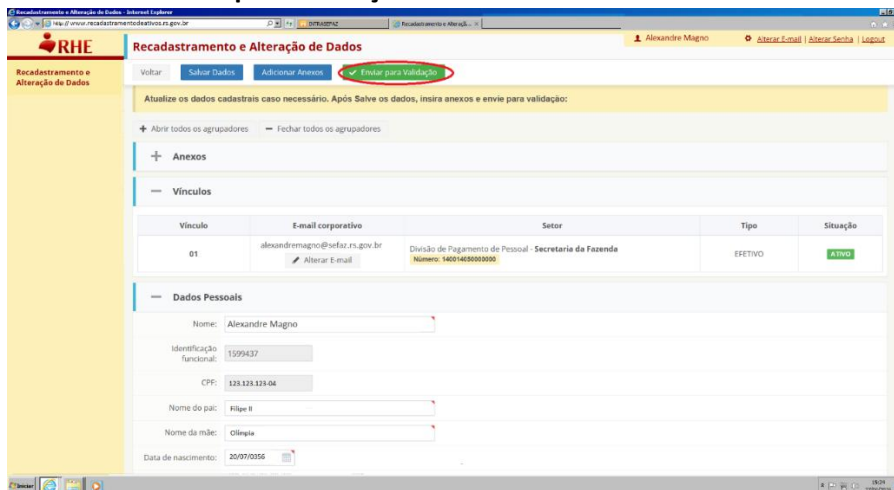 Recadastramento e Alteração de Dados - Internet Explorer
http://www.recadastramentodeativos.rs.gov.br
INTRASEFAZ
Recadastramento e Alteraçã...
RHE
Recadastramento e Alteração de Dados
Alexandre Magno
Alterar E-mail | Alterar Senha | Logout
Recadastramento e
Alteração de Dados
Voltar Salvar Dados Adicionar Anexos Enviar para Validação
Atualize os dados cadastrais caso necessário. Após Salve os dados, insira anexos e envie para validação:
Abrir todos os agrupadores Fechar todos os agrupadores
Anexos
Vínculos
Vínculo E-mail corporativo Setor Tipo Situação
01 alexandremagno@sefaz.rs.gov.br Divisão de Pagamento de Pessoal - Secretaria da Fazenda EFETIVO ATIVO
Alterar E-mail Número: 140014050000000
Dados Pessoais
Nome: Alexandre Magno
Identificação
funcional: 1599437
CPF: 123.123.123-04
Nome do pai: Filipe II
Nome da mãe: Olímpia
Data de nascimento: 20/07/0356
Iniciar
15:24